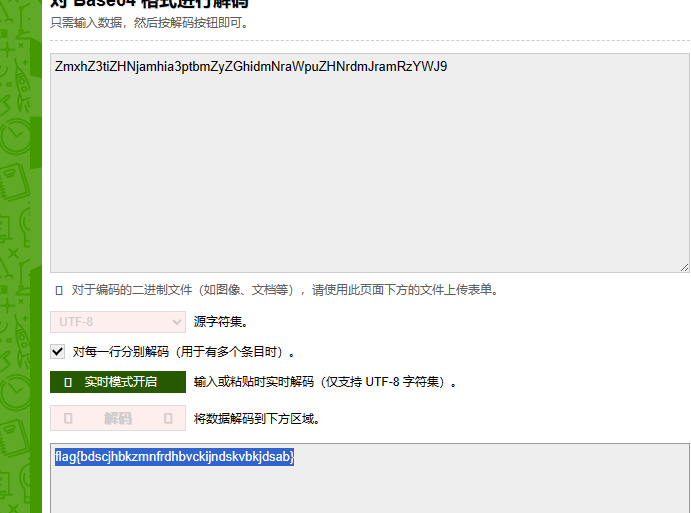 对 Base64 格式进行解码
只需输入数据，然后按解码按钮即可。
ZmxhZ3tiZHNjamhia3ptbmZyZGhidmNraWpuZHNrdmJramRzYWJ9
对于编码的二进制文件（如图像、文档等），请使用此页面下方的文件上传表单。
UTF-8 源字符集。
对每一行分别解码（用于有多个条目时）。
实时模式开启 输入或粘贴时实时解码（仅支持 UTF-8 字符集）。
解码 将数据解码到下方区域。
flag{bdscjhbkzmnfrdhbvckijndskvbkjdsab}